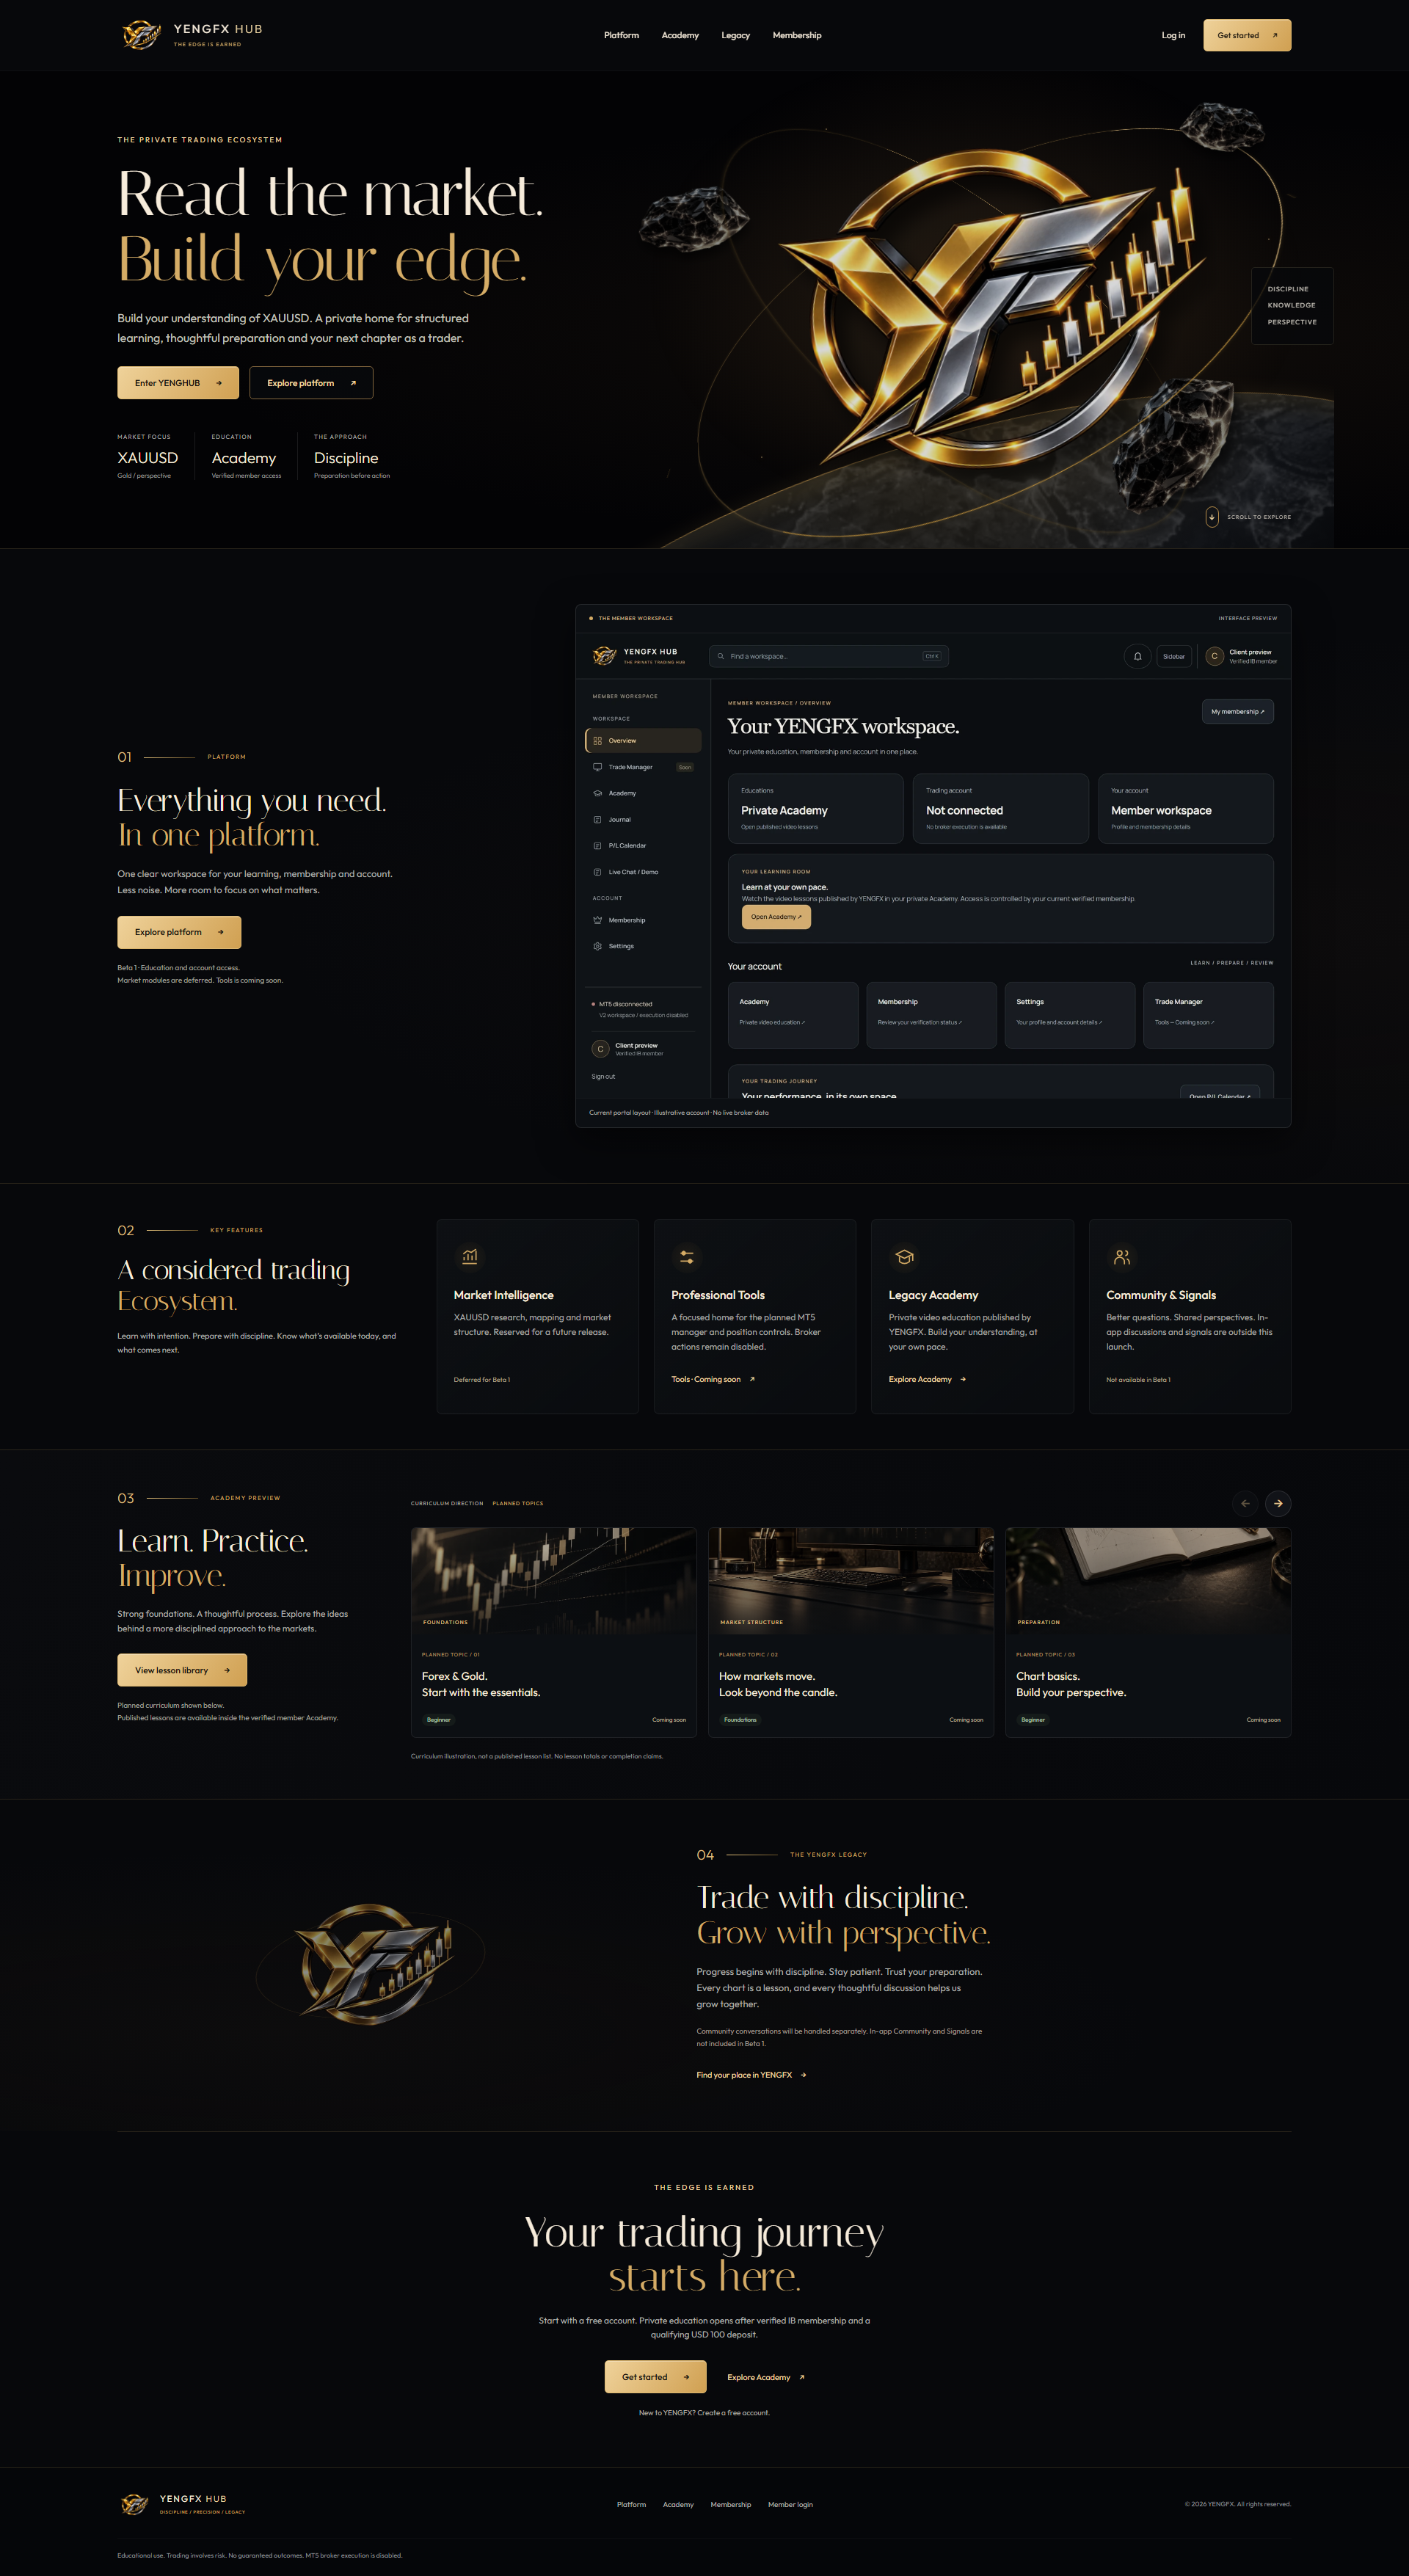 YENGFX HUB
THE EDGE IS EARNED
Platform
Academy
Legacy
Membership
Log in
Get started
THE PRIVATE TRADING ECOSYSTEM
Read the market.
Build your edge.
Build your understanding of XAUUSD. A private home for structured
learning, thoughtful preparation and your next chapter as a trader.
Enter YENGHUB
Explore platform
MARKET FOCUS
XAUUSD
Gold / perspective
EDUCATION
Academy
Verified member access
THE APPROACH
Discipline
Preparation before action
DISCIPLINE
KNOWLEDGE
PERSPECTIVE
SCROLL TO EXPLORE
01
PLATFORM
Everything you need.
In one platform.
One clear workspace for your learning, membership and account.
Less noise. More room to focus on what matters.
Explore platform
Beta 1 · Education and account access.
Market modules are deferred. Tools is coming soon.
THE MEMBER WORKSPACE
INTERFACE PREVIEW
YENGFX HUB
THE PRIVATE TRADING HUB
Find a workspace...
Ctrl K
Sidebar
C
Client preview
Verified IB member
MEMBER WORKSPACE
WORKSPACE
Overview
Trade Manager
Soon
Academy
Journal
P/L Calendar
Live Chat / Demo
ACCOUNT
Membership
Settings
MT5 disconnected
V2 workspace / execution disabled
C
Client preview
Verified IB member
Sign out
MEMBER WORKSPACE / OVERVIEW
Your YENGFX workspace.
Your private education, membership and account in one place.
My membership ↗
Educations
Private Academy
Open published video lessons
Trading account
Not connected
No broker execution is available
Your account
Member workspace
Profile and membership details
YOUR LEARNING ROOM
Learn at your own pace.
Watch the video lessons published by YENGFX in your private Academy. Access is controlled by your current verified membership.
Open Academy ↗
Your account
LEARN / PREPARE / REVIEW
Academy
Private video education ↗
Membership
Review your verification status ↗
Settings
Your profile and account details ↗
Trade Manager
Tools — Coming soon ↗
YOUR TRADING JOURNEY
Your performance, in its own space
Open P/L Calendar ↗
Current portal layout · Illustrative account · No live broker data
02
KEY FEATURES
A considered trading
Ecosystem.
Learn with intention. Prepare with discipline. Know what's available today, and
what comes next.
Market Intelligence
XAUUSD research, mapping and market
structure. Reserved for a future release.
Deferred for Beta 1
Professional Tools
A focused home for the planned MT5
manager and position controls. Broker
actions remain disabled.
Tools · Coming soon
Legacy Academy
Private video education published by
YENGFX. Build your understanding, at
your own pace.
Explore Academy
Community & Signals
Better questions. Shared perspectives. In-
app discussions and signals are outside this
launch.
Not available in Beta 1
03
ACADEMY PREVIEW
Learn. Practice.
Improve.
Strong foundations. A thoughtful process. Explore the ideas
behind a more disciplined approach to the markets.
View lesson library
Planned curriculum shown below.
Published lessons are available inside the verified member Academy.
CURRICULUM DIRECTION
PLANNED TOPICS
FOUNDATIONS
PLANNED TOPIC / 01
Forex & Gold.
Start with the essentials.
Beginner
Coming soon
MARKET STRUCTURE
PLANNED TOPIC / 02
How markets move.
Look beyond the candle.
Foundations
Coming soon
PREPARATION
PLANNED TOPIC / 03
Chart basics.
Build your perspective.
Beginner
Coming soon
Curriculum illustration, not a published lesson list. No lesson totals or completion claims.
04
THE YENGFX LEGACY
Trade with discipline.
Grow with perspective.
Progress begins with discipline. Stay patient. Trust your preparation.
Every chart is a lesson, and every thoughtful discussion helps us
grow together.
Community conversations will be handled separately. In-app Community and Signals are
not included in Beta 1.
Find your place in YENGFX
THE EDGE IS EARNED
Your trading journey
starts here.
Start with a free account. Private education opens after verified IB membership and a
qualifying USD 100 deposit.
Get started
Explore Academy
New to YENGFX? Create a free account.
YENGFX HUB
DISCIPLINE / PRECISION / LEGACY
Platform
Academy
Membership
Member login
© 2026 YENGFX. All rights reserved.
Educational use. Trading involves risk. No guaranteed outcomes. MT5 broker execution is disabled.